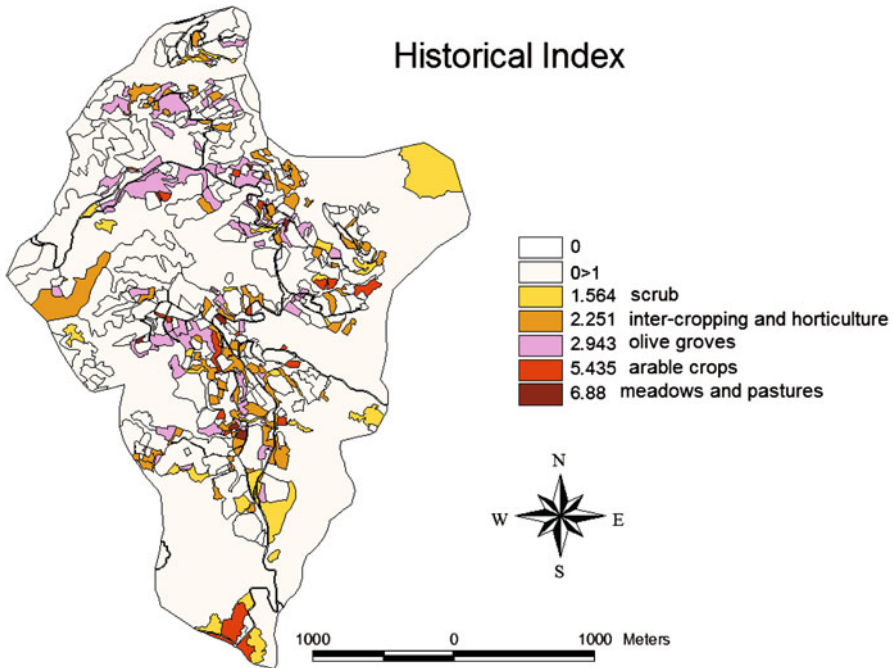 Historical Index
0
0>1
1.564 scrub
2.251 inter-cropping and horticulture
2.943 olive groves
5.435 arable crops
6.88 meadows and pastures
N
W E
S
1000 0 1000 Meters